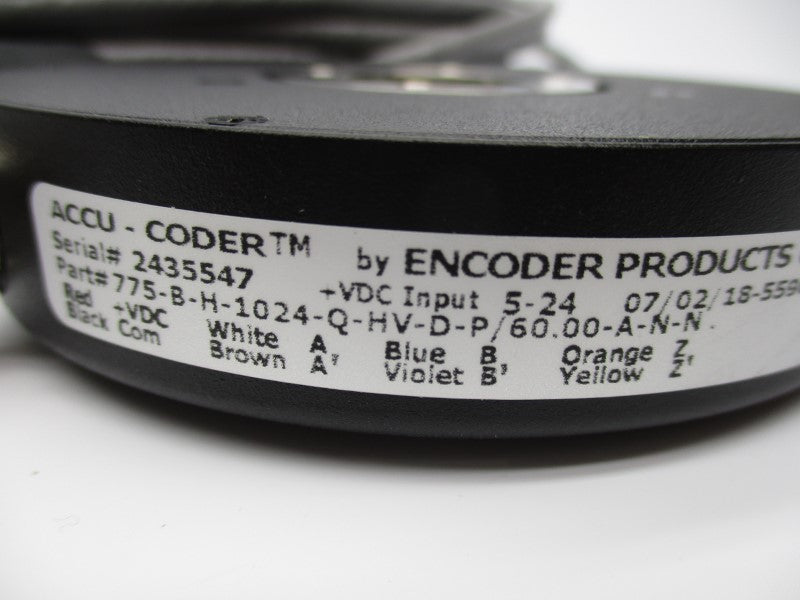 ACCU - CODER™ by ENCODER PRODUCTS
Serial# 2435547 +VDC Input 5-24 07/02/18-559
Part# 775-B-H-1024-Q-HV-D-P/60.00-A-N-N
Red +VDC White A Blue B Orange Z
Black Com Brown A' Violet B' Yellow Z'